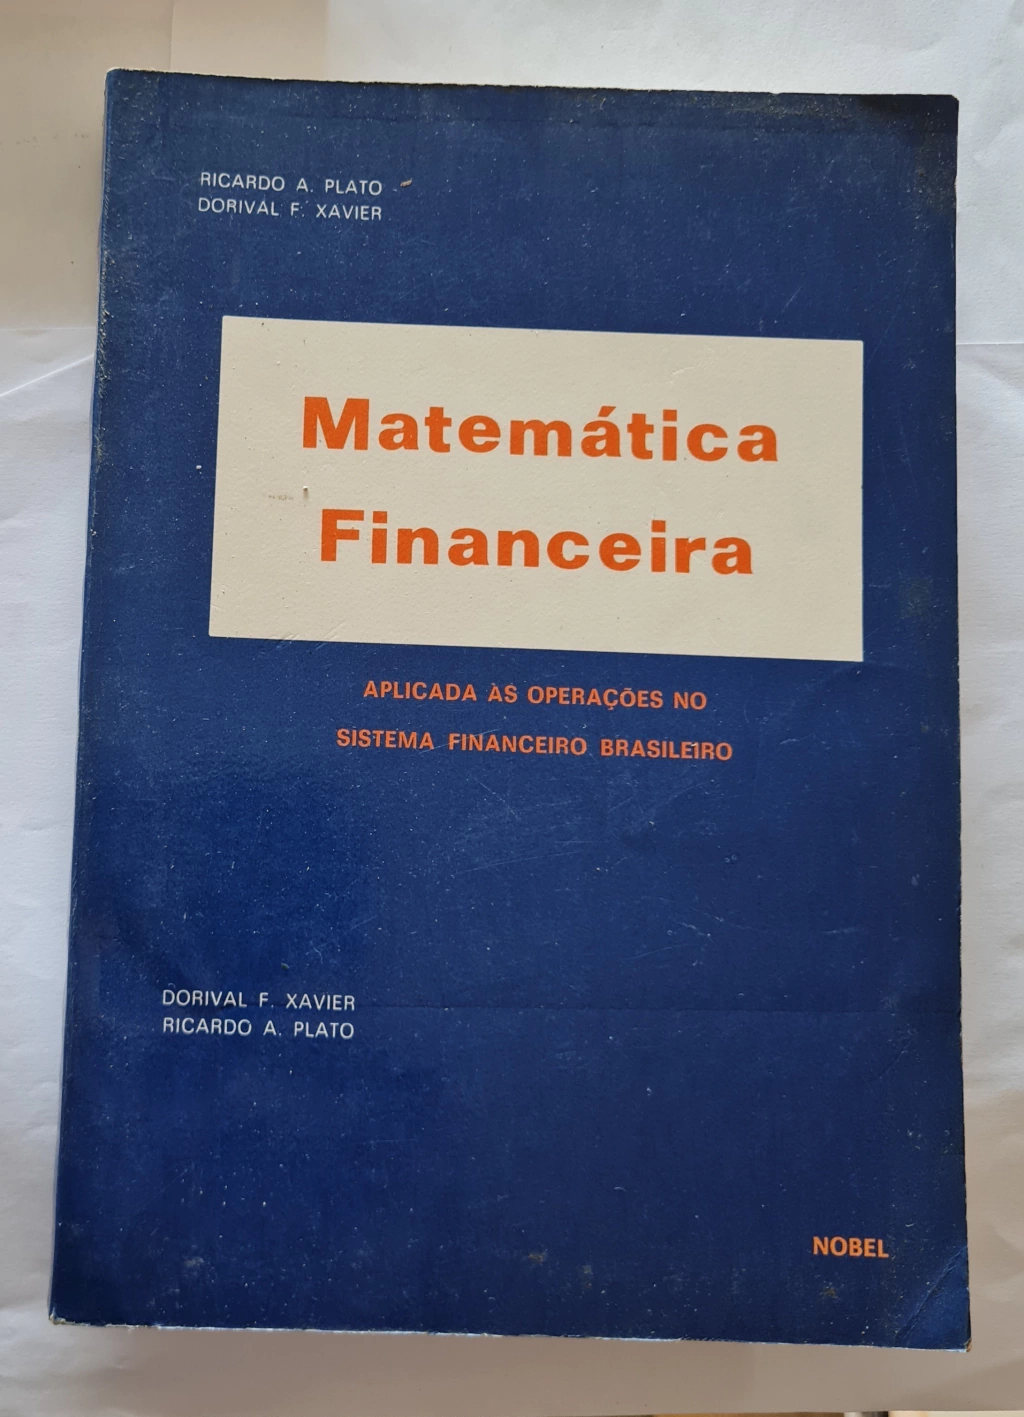 RICARDO A. PLATO
DORIVAL F. XAVIER
Matemática
Financeira
APLICADA ÀS OPERAÇÕES NO
SISTEMA FINANCEIRO BRASILEIRO
DORIVAL F. XAVIER
RICARDO A. PLATO
NOBEL